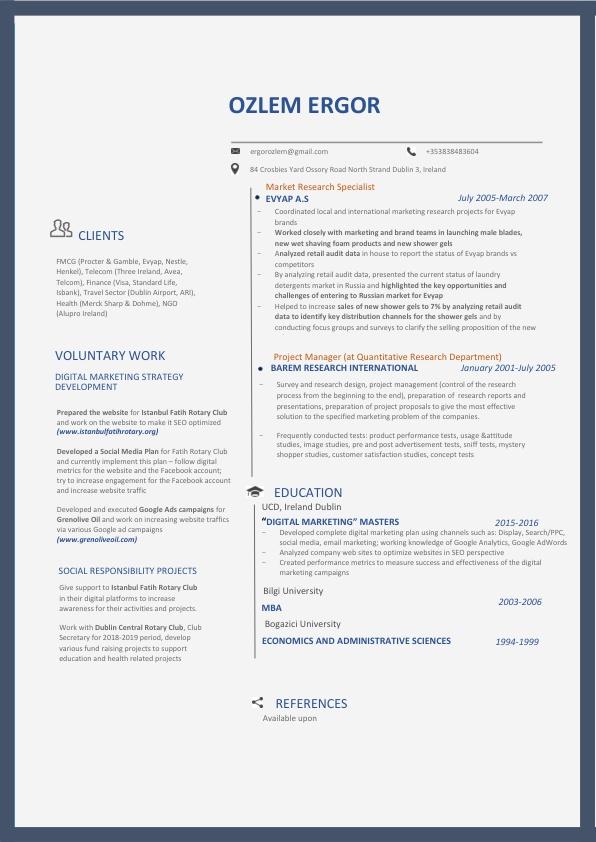 OZLEM ERGOR
ergorozlem@gmail.com
+353838483604
84 Crosbies Yard Ossory Road North Strand Dublin 3, Ireland
CLIENTS
FMCG (Procter & Gamble, Evyap, Nestle,
Henkel), Telecom (Three Ireland, Avea,
Telcom), Finance (Visa, Standard Life,
Isbank), Travel Sector (Dublin Airport, ARI),
Health (Merck Sharp & Dohme), NGO
(Alupro Ireland)
VOLUNTARY WORK
DIGITAL MARKETING STRATEGY
DEVELOPMENT
Prepared the website for Istanbul Fatih Rotary Club
and work on the website to make it SEO optimized
(www.istanbulfatihrotary.org)
Developed a Social Media Plan for Fatih Rotary Club
and currently implement this plan – follow digital
metrics for the website and the Facebook account;
try to increase engagement for the Facebook account
and increase website traffic
Developed and executed Google Ads campaigns for
Grenolive Oil and work on increasing website traffics
via various Google ad campaigns
(www.grenoliveoil.com)
SOCIAL RESPONSIBILITY PROJECTS
Give support to Istanbul Fatih Rotary Club
in their digital platforms to increase
awareness for their activities and projects.
Work with Dublin Central Rotary Club, Club
Secretary for 2018-2019 period, develop
various fund raising projects to support
education and health related projects
Market Research Specialist
EVYAP A.S July 2005-March 2007
– Coordinated local and international marketing research projects for Evyap
brands
– Worked closely with marketing and brand teams in launching male blades,
new wet shaving foam products and new shower gels
– Analyzed retail audit data in house to report the status of Evyap brands vs
competitors
– By analyzing retail audit data, presented the current status of laundry
detergents market in Russia and highlighted the key opportunities and
challenges of entering to Russian market for Evyap
– Helped to increase sales of new shower gels to 7% by analyzing retail audit
data to identify key distribution channels for the shower gels and by
conducting focus groups and surveys to clarify the selling proposition of the new
Project Manager (at Quantitative Research Department)
BAREM RESEARCH INTERNATIONAL January 2001-July 2005
– Survey and research design, project management (control of the research
process from the beginning to the end), preparation of research reports and
presentations, preparation of project proposals to give the most effective
solution to the specified marketing problem of the companies.
– Frequently conducted tests: product performance tests, usage &attitude
studies, image studies, pre and post advertisement tests, sniff tests, mystery
shopper studies, customer satisfaction studies, concept tests
EDUCATION
UCD, Ireland Dublin
“DIGITAL MARKETING” MASTERS 2015-2016
– Developed complete digital marketing plan using channels such as: Display, Search/PPC,
social media, email marketing; working knowledge of Google Analytics, Google AdWords
– Analyzed company web sites to optimize websites in SEO perspective
– Created performance metrics to measure success and effectiveness of the digital
marketing campaigns
Bilgi University
MBA 2003-2006
Bogazici University
ECONOMICS AND ADMINISTRATIVE SCIENCES 1994-1999
REFERENCES
Available upon